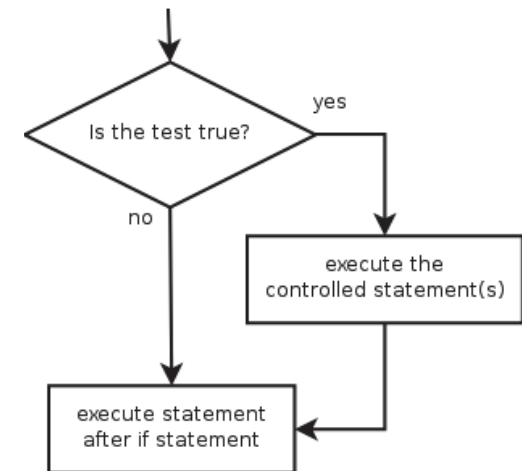 Is the test true?
yes
no
execute the
controlled statement(s)
execute statement
after if statement